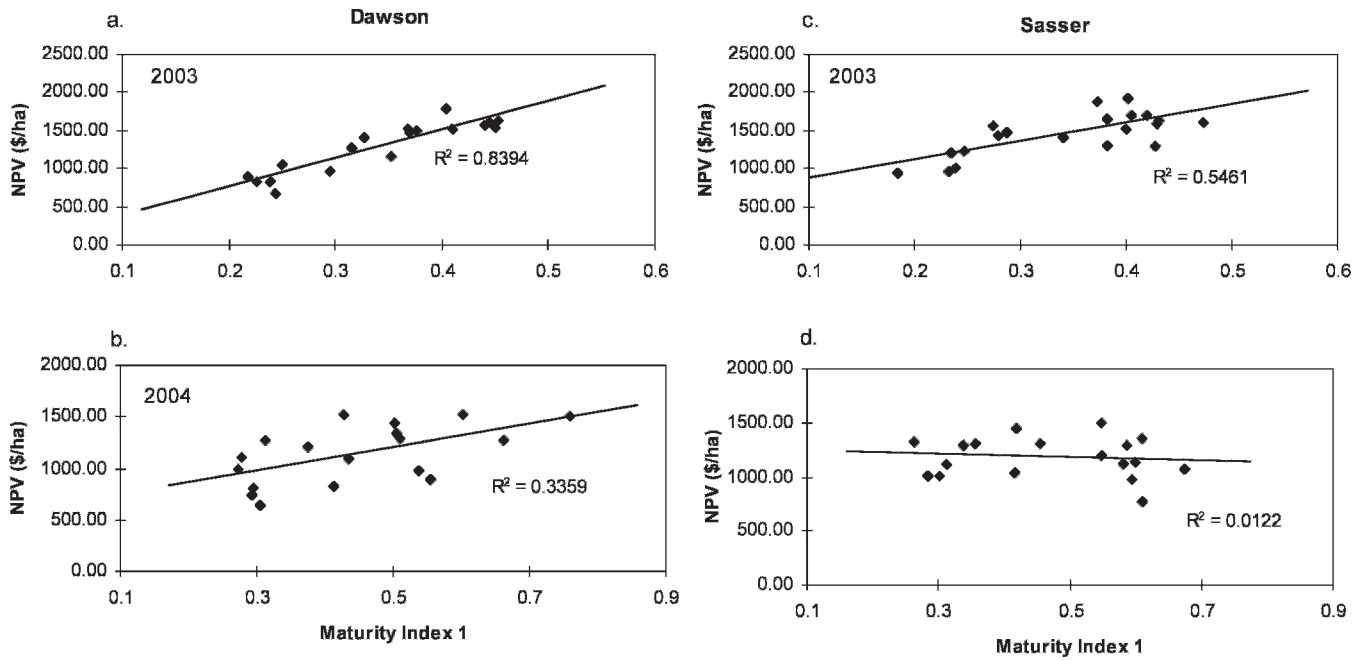 a.
Dawson
2003
NPV ($/ha)
2500.00
2000.00
1500.00
1000.00
500.00
0.00
R² = 0.8394
0.1 0.2 0.3 0.4 0.5 0.6
b.
2004
NPV ($/ha)
2000.00
1500.00
1000.00
500.00
0.00
R² = 0.3359
0.1 0.3 0.5 0.7 0.9
Maturity Index 1
c.
Sasser
2003
NPV ($/ha)
2500.00
2000.00
1500.00
1000.00
500.00
0.00
R² = 0.5461
0.1 0.2 0.3 0.4 0.5 0.6
d.
NPV ($/ha)
2000.00
1500.00
1000.00
500.00
0.00
R² = 0.0122
0.1 0.3 0.5 0.7 0.9
Maturity Index 1